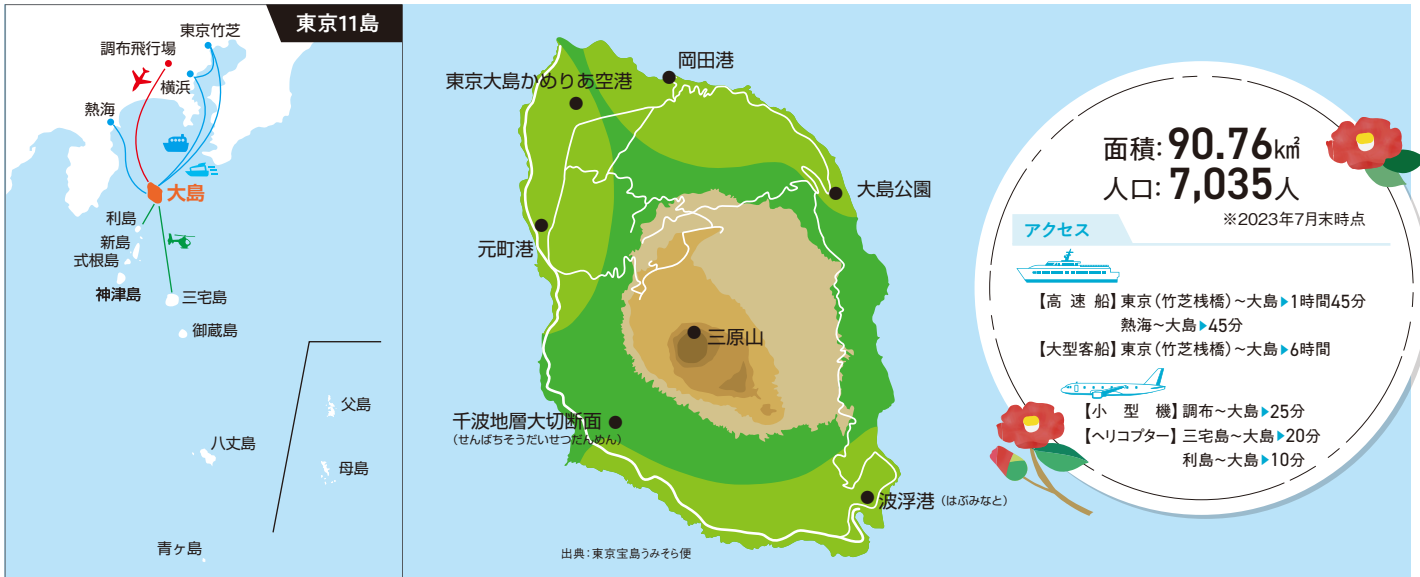 東京11島
東京竹芝
調布飛行場
横浜
熱海
大島
利島
新島
式根島
神津島
三宅島
御蔵島
父島
八丈島
母島
青ヶ島
岡田港
東京大島かめりあ空港
大島公園
元町港
三原山
千波地層大切断面
(せんばちそうだいせつだんめん)
波浮港(はぶみなと)
出典:東京宝島うみそら便
面積:90.76㎢
人口:7,035人
※2023年7月末時点
アクセス
【高速船】東京(竹芝桟橋)~大島▶1時間45分
熱海~大島▶45分
【大型客船】東京(竹芝桟橋)~大島▶6時間
【小型機】調布~大島▶25分
【ヘリコプター】三宅島~大島▶20分
利島~大島▶10分